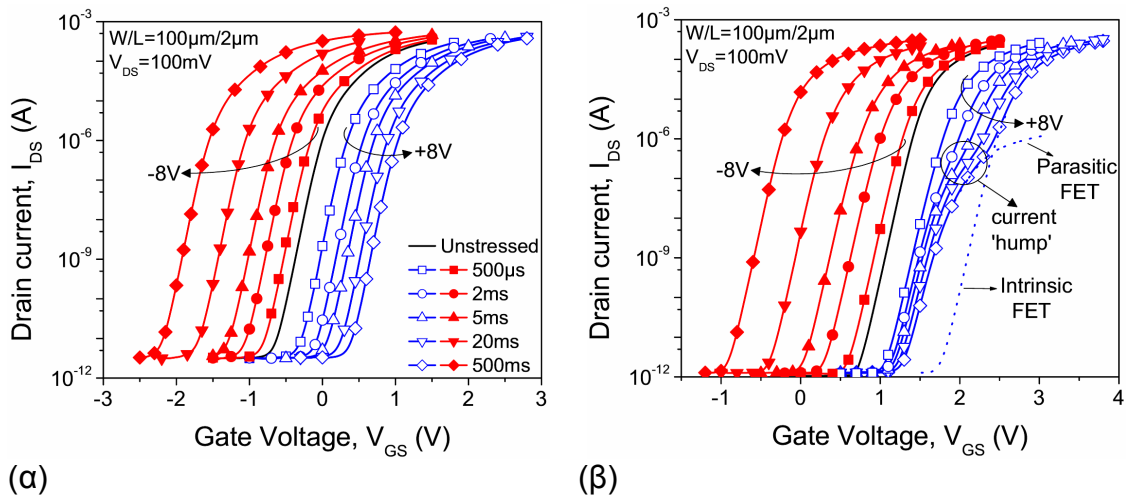 W/L=100μm/2μm
V_DS=100mV
10^-3
10^-6
10^-9
10^-12
Drain current, I_DS (A)
-8V
+8V
Unstressed
500μs
2ms
5ms
20ms
500ms
-3
-2
-1
0
1
2
3
Gate Voltage, V_GS (V)
(α)
W/L=100μm/2μm
V_DS=100mV
10^-3
10^-6
10^-9
10^-12
Drain current, I_DS (A)
-8V
+8V
Parasitic
FET
current
'hump'
Intrinsic
FET
-1
0
1
2
3
4
Gate Voltage, V_GS (V)
(β)